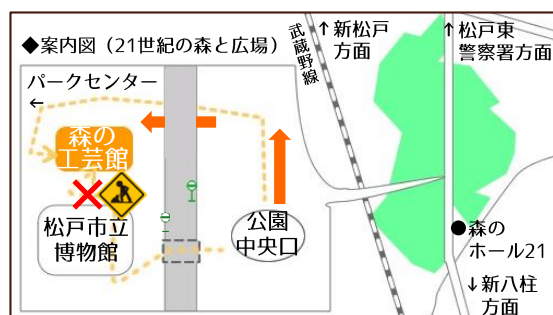 ◆案内図（21世紀の森と広場）
パークセンター
←
森の
工芸館
松戸市立
博物館
公園
中央口
武蔵野線
↑新松戸
方面
↑松戸東
警察署方面
●森の
ホール21
↓新八柱
方面